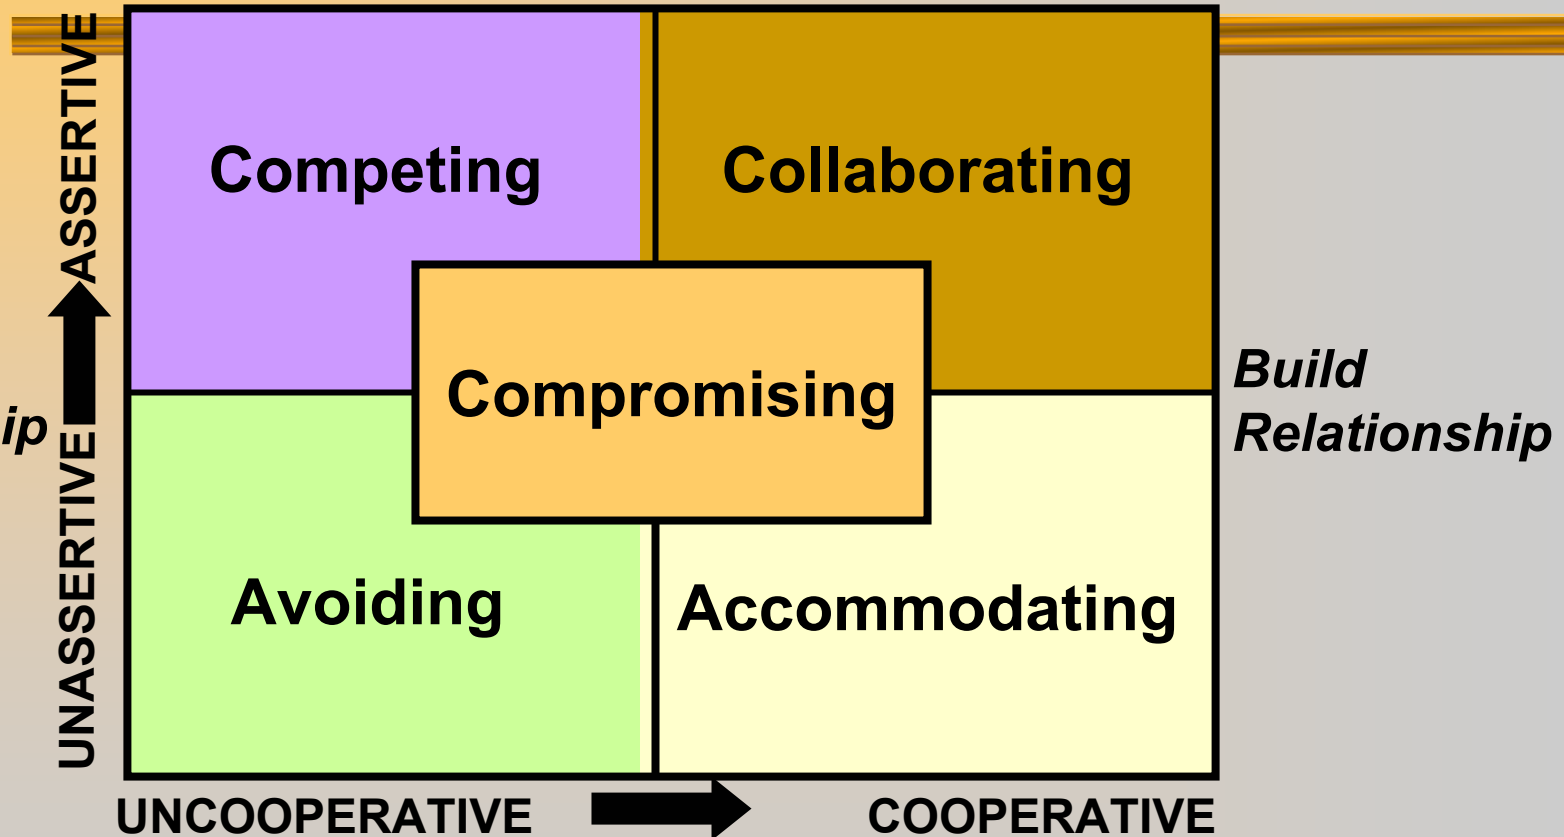 ASSERTIVE
UNASSERTIVE
Competing
Collaborating
Compromising
Avoiding
Accommodating
ip
Build
Relationship
UNCOOPERATIVE
COOPERATIVE